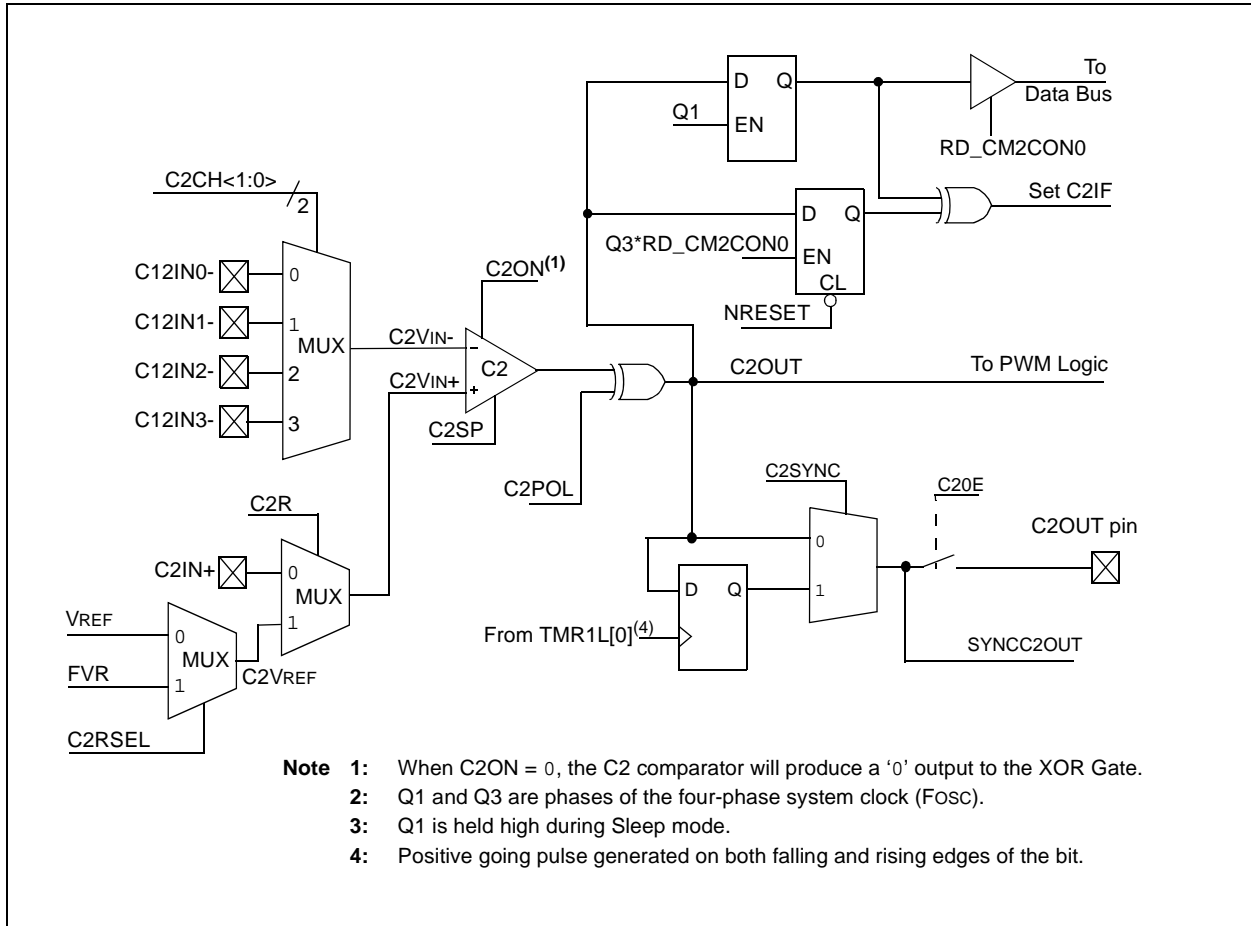 D Q
To
Data Bus
Q1
EN
RD_CM2CON0
C2CH<1:0>
2
Set C2IF
D Q
Q3*RD_CM2CON0
EN
CL
NRESET
C12IN0-
0
C12IN1-
1
MUX
C12IN2-
2
C12IN3-
3
C2ON(1)
C2VIN-
−
C2
C2VIN+
+
C2SP
C2POL
C2OUT
To PWM Logic
C2R
C2IN+
0
MUX
1
VREF
0
MUX
FVR
1
C2VREF
C2RSEL
C2SYNC
C20E
C2OUT pin
0
D Q
1
From TMR1L[0](4)
SYNCC2OUT
Note 1: When C2ON = 0, the C2 comparator will produce a ‘0’ output to the XOR Gate.
2: Q1 and Q3 are phases of the four-phase system clock (FOSC).
3: Q1 is held high during Sleep mode.
4: Positive going pulse generated on both falling and rising edges of the bit.